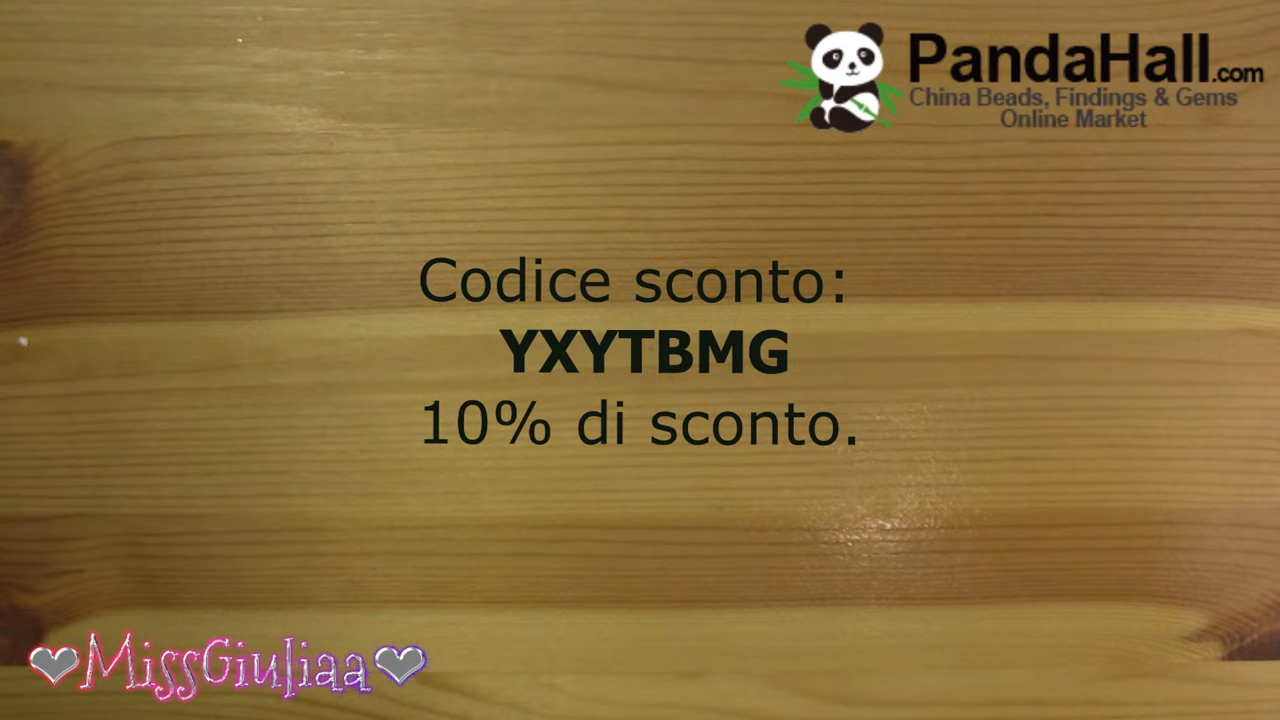 PandaHall.com
China Beads, Findings & Gems
Online Market
Codice sconto:
YXYTBMG
10% di sconto.
MissGiuliaa